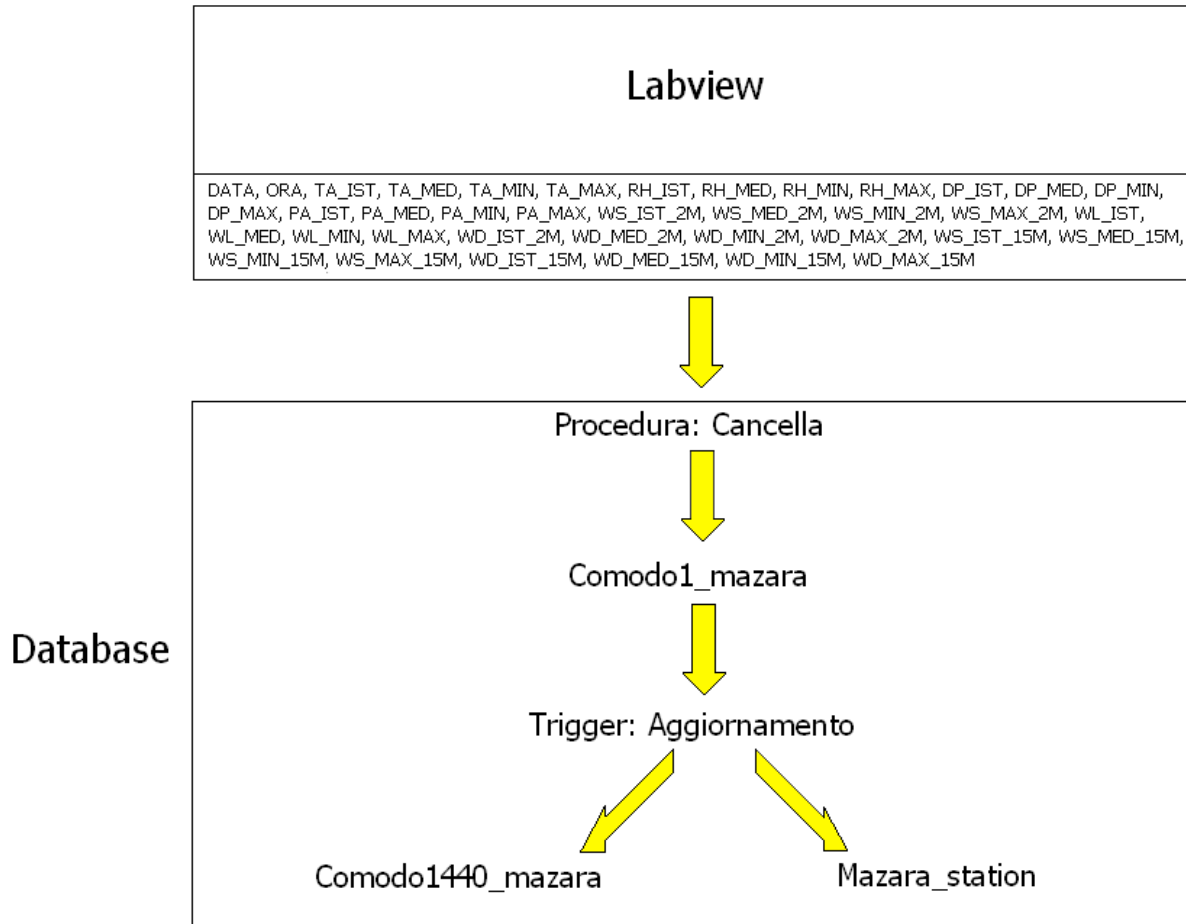 Labview
DATA, ORA, TA_IST, TA_MED, TA_MIN, TA_MAX, RH_IST, RH_MED, RH_MIN, RH_MAX, DP_IST, DP_MED, DP_MIN,
DP_MAX, PA_IST, PA_MED, PA_MIN, PA_MAX, WS_IST_2M, WS_MED_2M, WS_MIN_2M, WS_MAX_2M, WL_IST,
WL_MED, WL_MIN, WL_MAX, WD_IST_2M, WD_MED_2M, WD_MIN_2M, WD_MAX_2M, WS_IST_15M, WS_MED_15M,
WS_MIN_15M, WS_MAX_15M, WD_IST_15M, WD_MED_15M, WD_MIN_15M, WD_MAX_15M
Procedura: Cancella
Comodo1_mazara
Database
Trigger: Aggiornamento
Comodo1440_mazara
Mazara_station